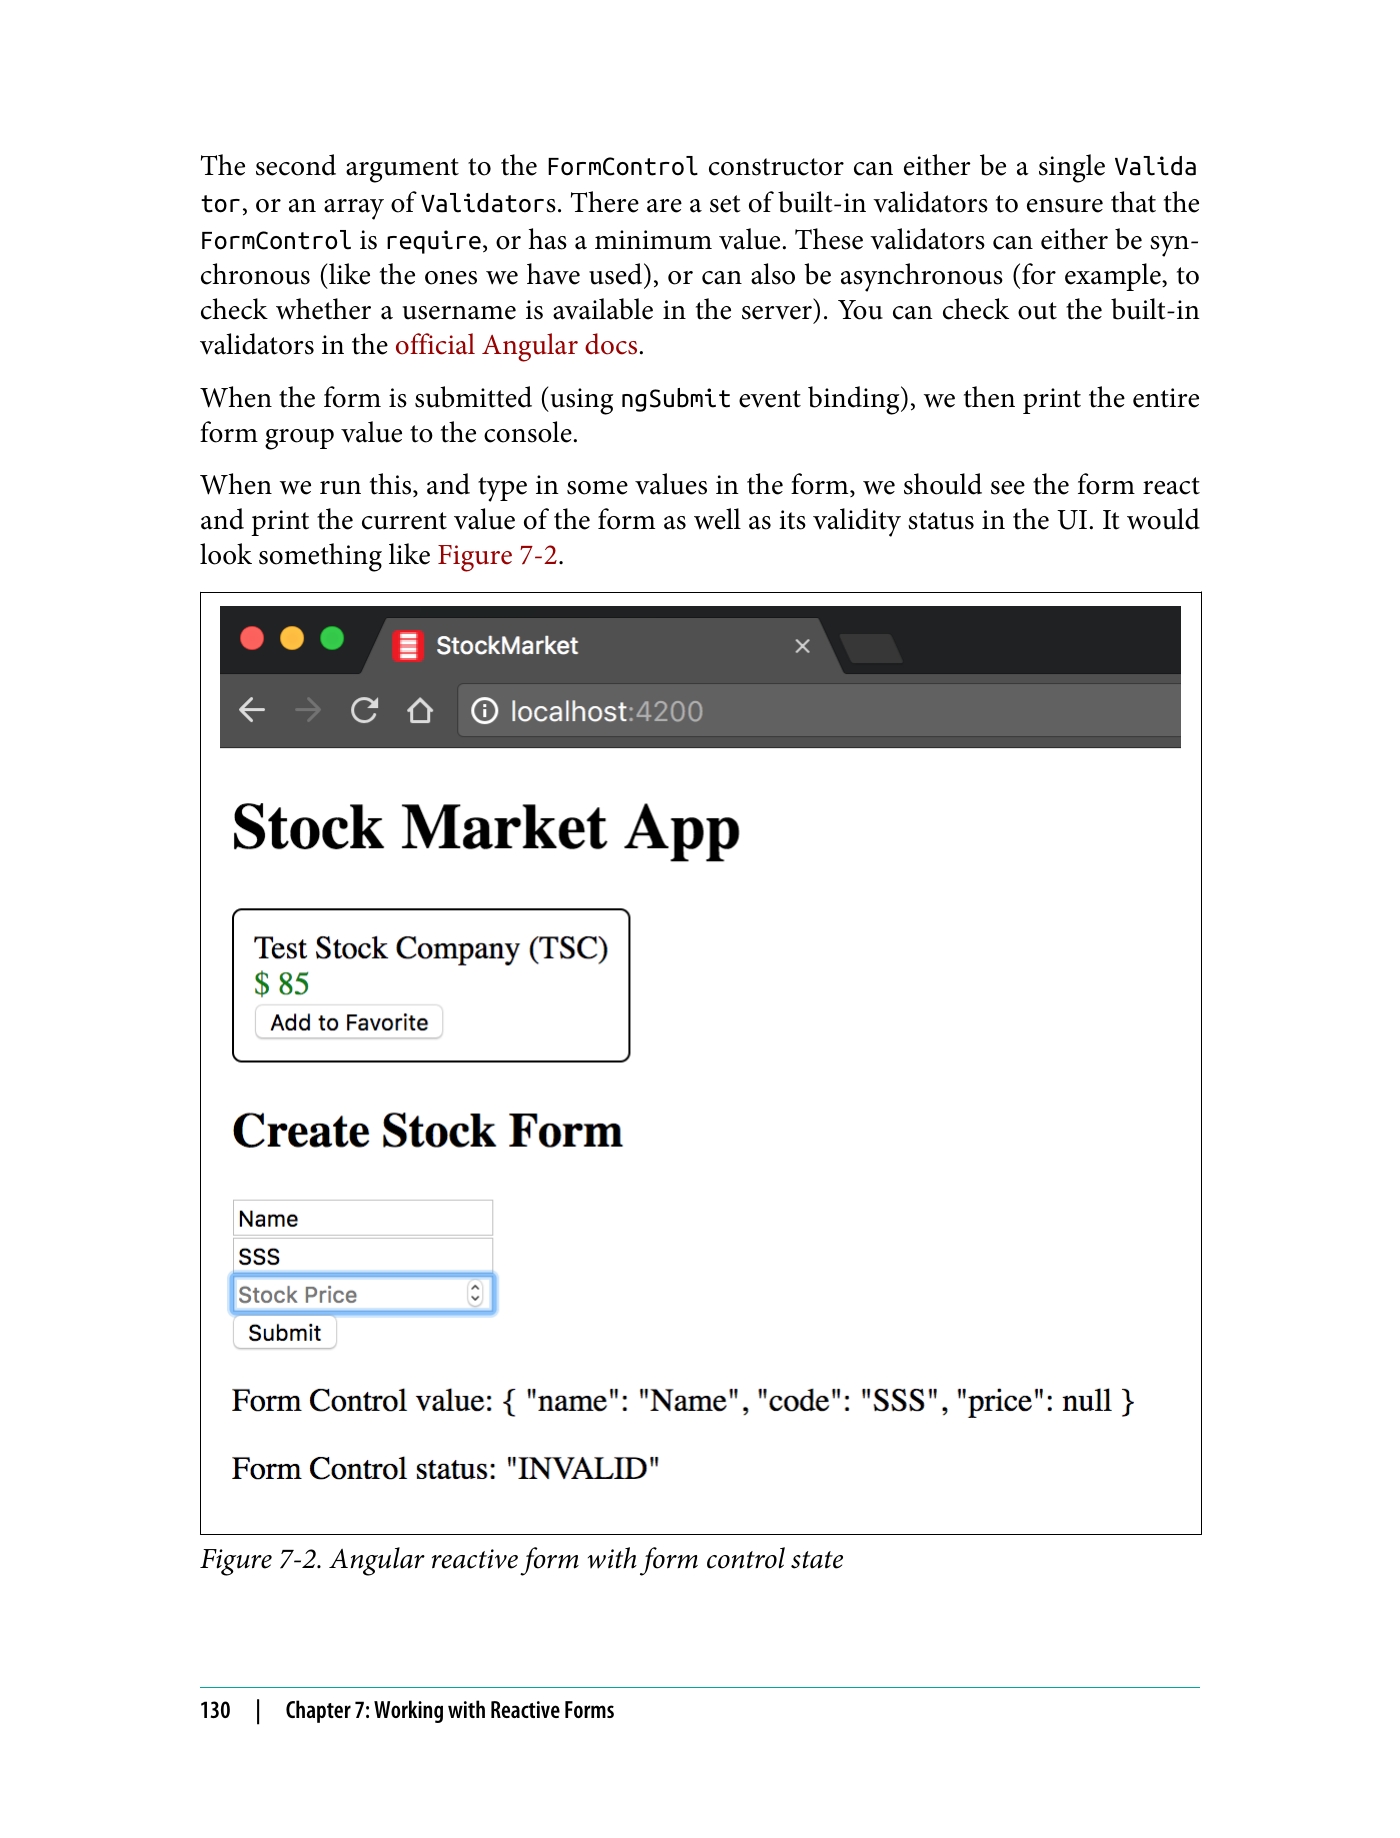 The second argument to the FormControl constructor can either be a single Valida
tor, or an array of Validators. There are a set of built-in validators to ensure that the
FormControl is require, or has a minimum value. These validators can either be syn-
chronous (like the ones we have used), or can also be asynchronous (for example, to
check whether a username is available in the server). You can check out the built-in
validators in the official Angular docs.
When the form is submitted (using ngSubmit event binding), we then print the entire
form group value to the console.
When we run this, and type in some values in the form, we should see the form react
and print the current value of the form as well as its validity status in the UI. It would
look something like Figure 7-2.
StockMarket
localhost:4200
Stock Market App
Test Stock Company (TSC)
$ 85
Add to Favorite
Create Stock Form
Name
SSS
Stock Price
Submit
Form Control value: { "name": "Name", "code": "SSS", "price": null }
Form Control status: "INVALID"
Figure 7-2. Angular reactive form with form control state
130 | Chapter 7: Working with Reactive Forms